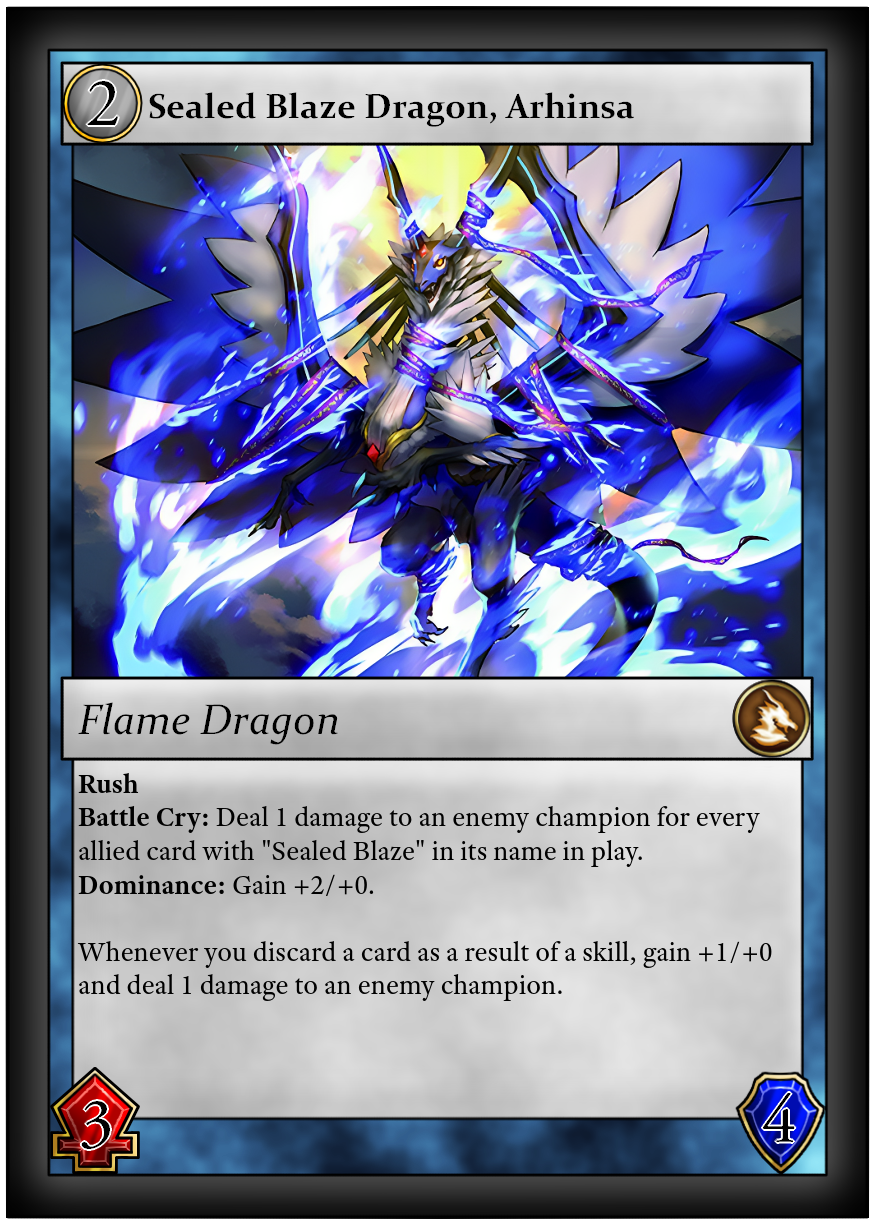 2 Sealed Blaze Dragon, Arhinsa
Flame Dragon
Rush
Battle Cry: Deal 1 damage to an enemy champion for every
allied card with "Sealed Blaze" in its name in play.
Dominance: Gain +2/+0.
Whenever you discard a card as a result of a skill, gain +1/+0
and deal 1 damage to an enemy champion.
3
4